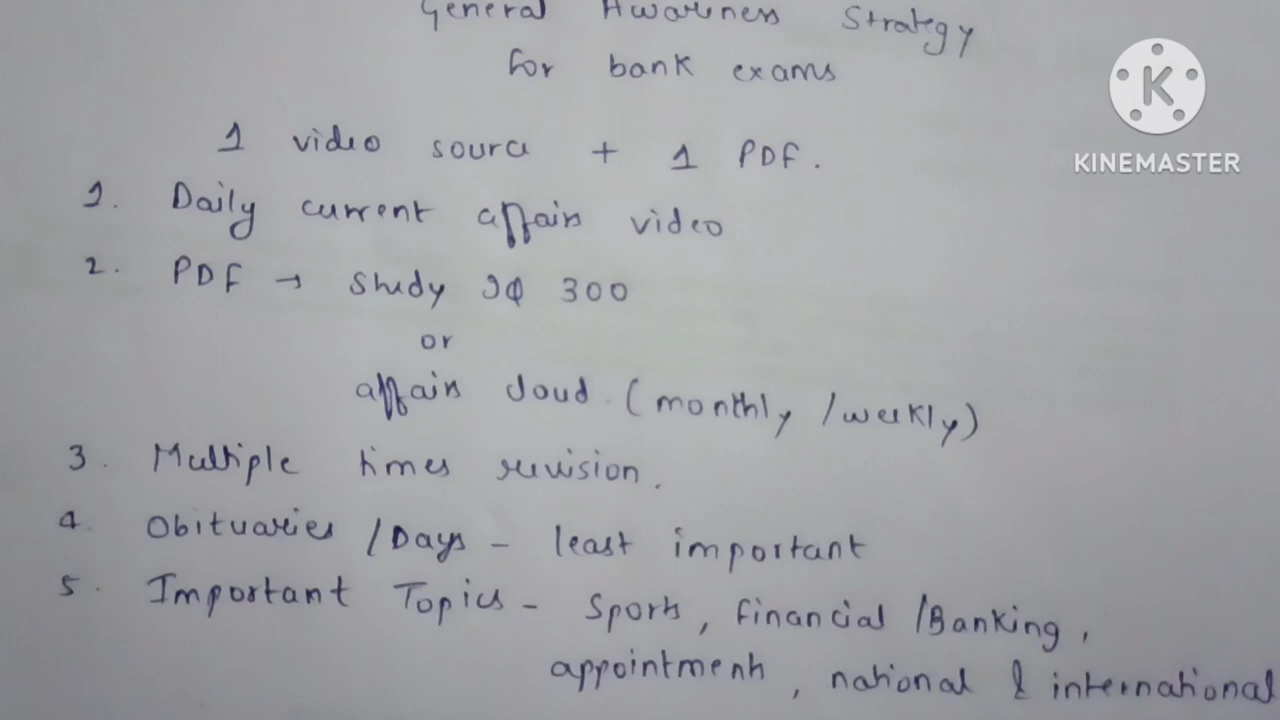 General Awareness Strategy
for bank exams
K
KINEMASTER
1 video source + 1 PDF.
1. Daily current affairs video
2. PDF → Study IQ 300
or
affairs cloud. (monthly / weekly)
3. Multiple times revision.
4. Obituaries / Days - least important
5. Important Topics - Sports, financial / Banking,
appointments, national & international